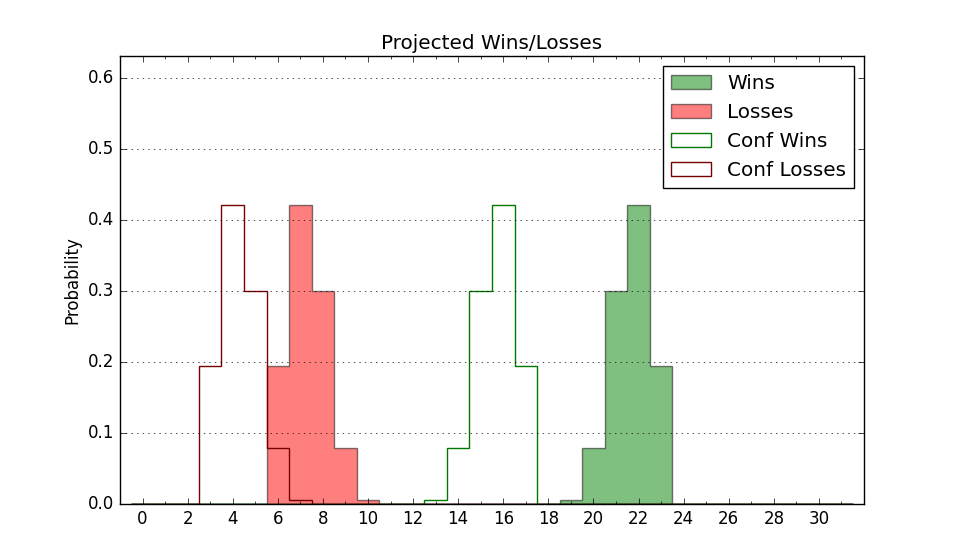 Projected Wins/Losses
Wins
Losses
Conf Wins
Conf Losses
Probability
0.6
0.5
0.4
0.3
0.2
0.1
0.0
0 2 4 6 8 10 12 14 16 18 20 22 24 26 28 30